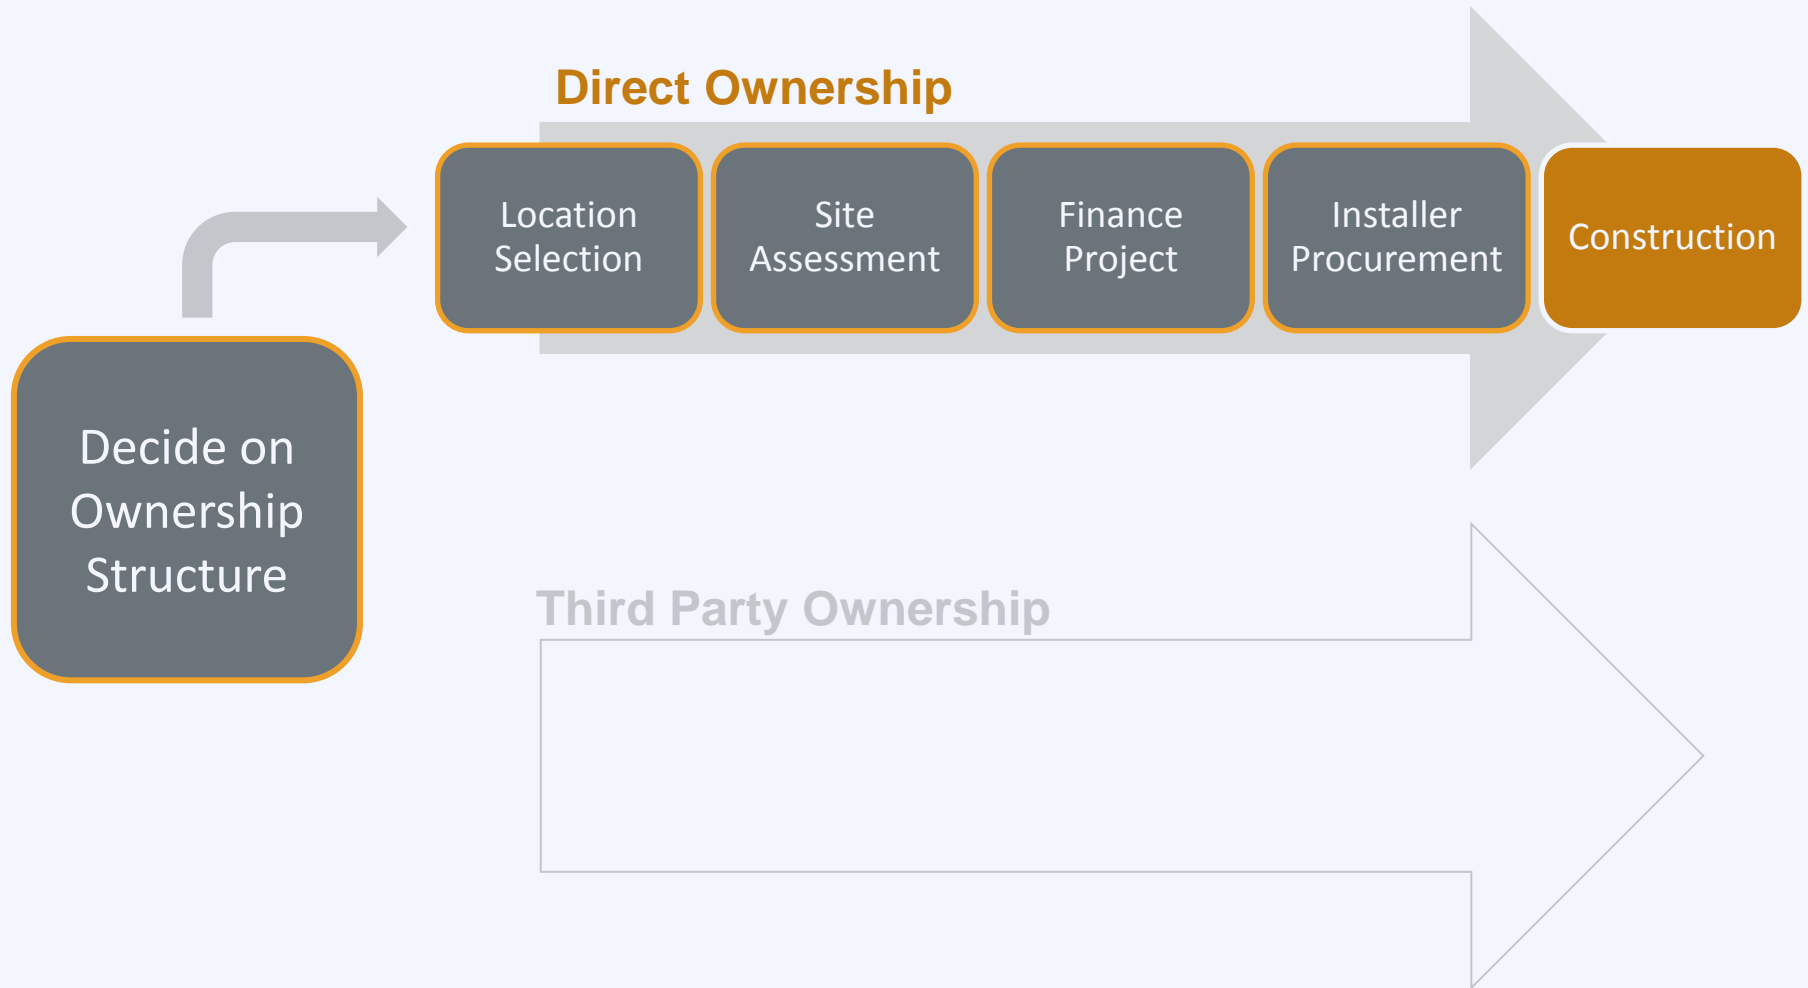 Direct Ownership
Location
Selection
Site
Assessment
Finance
Project
Installer
Procurement
Construction
Decide on
Ownership
Structure
Third Party Ownership